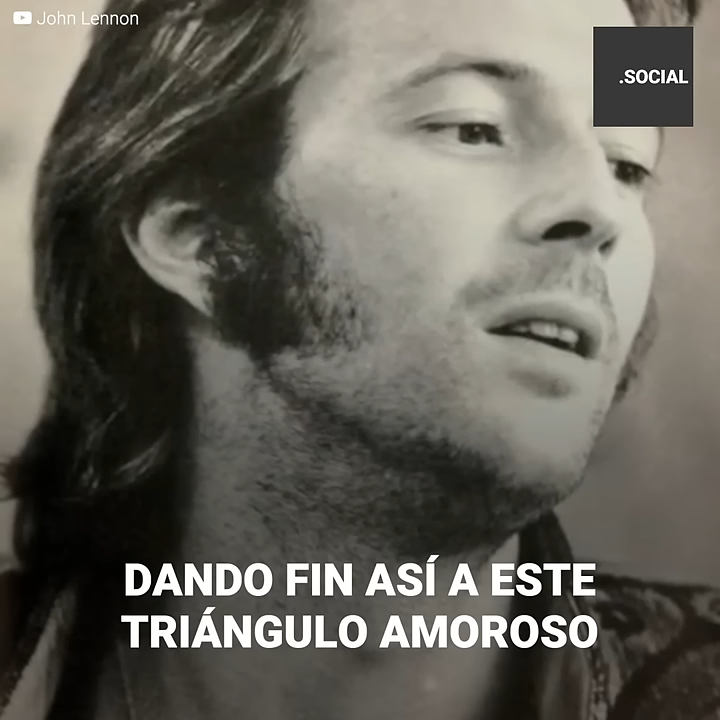 John Lennon
.SOCIAL
DANDO FIN ASÍ A ESTE
TRIÁNGULO AMOROSO